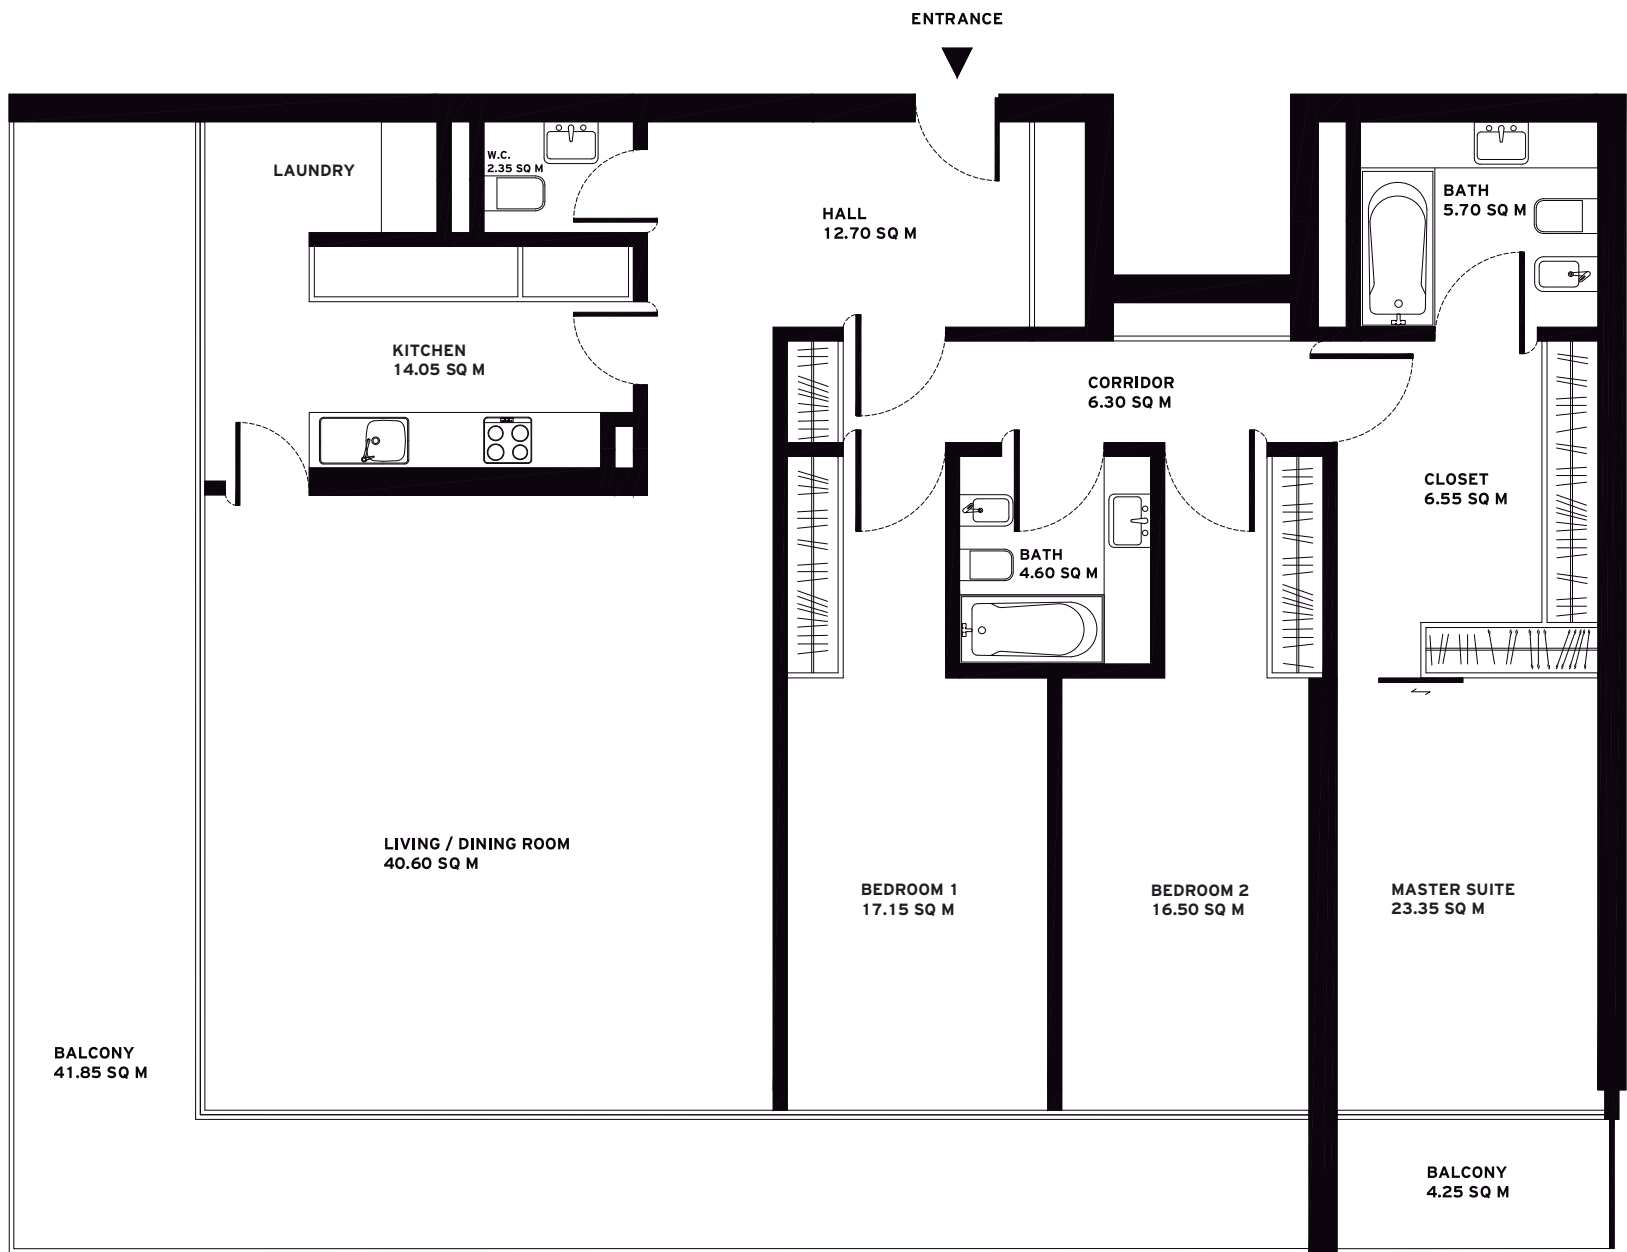 ENTRANCE
W.C.
2.35 SQ M
LAUNDRY
BATH
5.70 SQ M
HALL
12.70 SQ M
KITCHEN
14.05 SQ M
CORRIDOR
6.30 SQ M
CLOSET
6.55 SQ M
BATH
4.60 SQ M
LIVING / DINING ROOM
40.60 SQ M
BEDROOM 1
17.15 SQ M
BEDROOM 2
16.50 SQ M
MASTER SUITE
23.35 SQ M
BALCONY
41.85 SQ M
BALCONY
4.25 SQ M